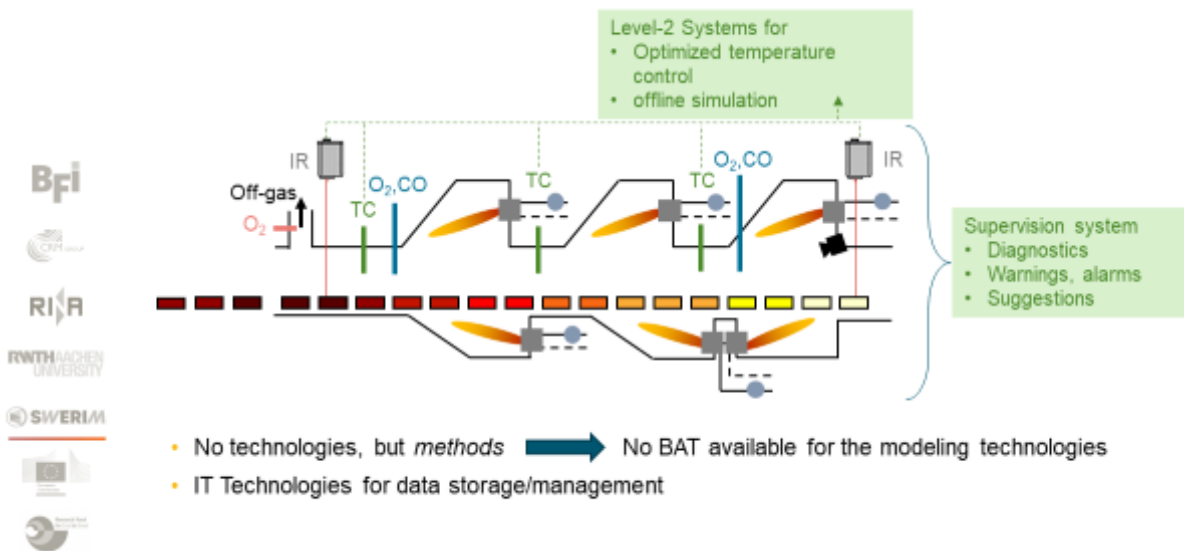 Level-2 Systems for
• Optimized temperature
control
• offline simulation
IR
O₂,CO
IR
Off-gas
TC
O₂,CO
TC
TC
O₂
Supervision system
• Diagnostics
• Warnings, alarms
• Suggestions
BFi
CRM GROUP
RINA
RWTH AACHEN
UNIVERSITY
SWERIM
• No technologies, but methods
No BAT available for the modeling technologies
• IT Technologies for data storage/management